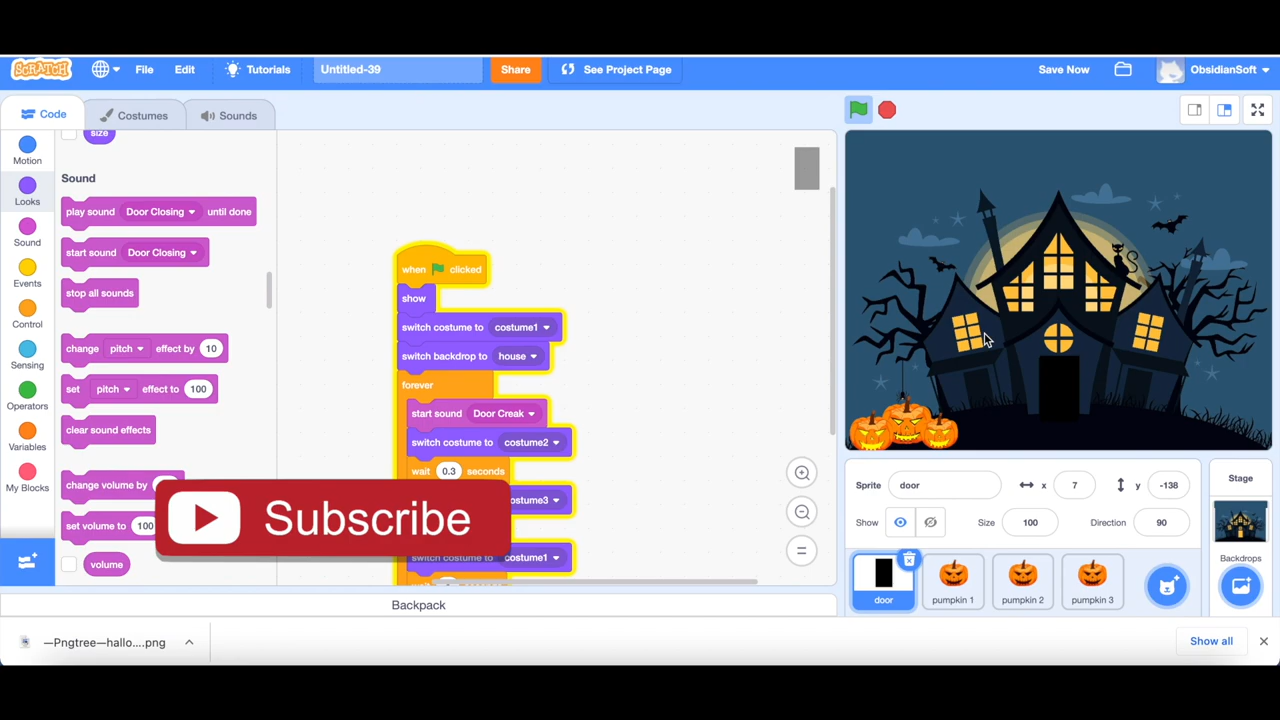 SCRATCH File Edit Tutorials Untitled-39 Share See Project Page Save Now ObsidianSoft
Code Costumes Sounds
Motion
Looks
Sound
Events
Control
Sensing
Operators
Variables
My Blocks
size
Sound
play sound Door Closing until done
start sound Door Closing
stop all sounds
change pitch effect by 10
set pitch effect to 100
clear sound effects
change volume by
set volume to 100
volume
when clicked
show
switch costume to costume1
switch backdrop to house
forever
start sound Door Creak
switch costume to costume2
wait 0.3 seconds
costume3
switch costume to costume1
Subscribe
Sprite door x 7 y -138
Show Size 100 Direction 90
door pumpkin 1 pumpkin 2 pumpkin 3
Stage
Backdrops
Backpack
—Pngtree—hallo....png Show all